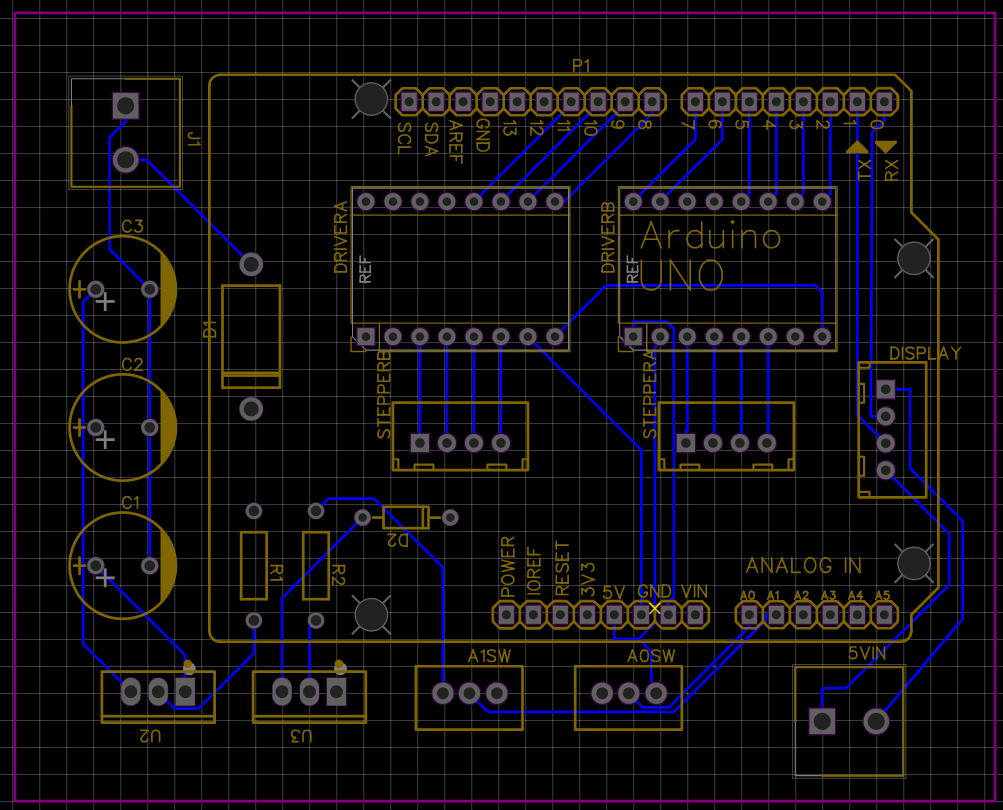 P1
J1
SCL
SDA
AREF
GND
13
12
11
10
9
8
7
6
5
4
3
2
1
0
TX
RX
DRIVERA
REF
DRIVERB
REF
Arduino
UNO
C3
+
+
D1
DISPLAY
STEPPERB
STEPPERA
C2
+
+
C1
+
+
R1
R2
D2
POWER
IOREF
RESET
3V3
5V
GND
VIN
ANALOG IN
A0
A1
A2
A3
A4
A5
A1SW
A0SW
5VIN
U2
U3